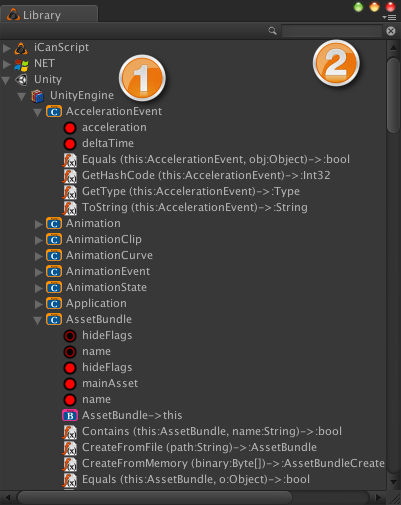 Library
2
iCanScript
NET
1
Unity
UnityEngine
C AccelerationEvent
acceleration
deltaTime
f(x) Equals (this:AccelerationEvent, obj:Object)->:bool
f(x) GetHashCode (this:AccelerationEvent)->:Int32
f(x) GetType (this:AccelerationEvent)->:Type
f(x) ToString (this:AccelerationEvent)->:String
C Animation
C AnimationClip
C AnimationCurve
C AnimationEvent
C AnimationState
C Application
C AssetBundle
hideFlags
name
hideFlags
mainAsset
name
B AssetBundle->this
f(x) Contains (this:AssetBundle, name:String)->:bool
f(x) CreateFromFile (path:String)->:AssetBundle
f(x) CreateFromMemory (binary:Byte[])->:AssetBundleCreate
f(x) Equals (this:AssetBundle, o:Object)->:bool